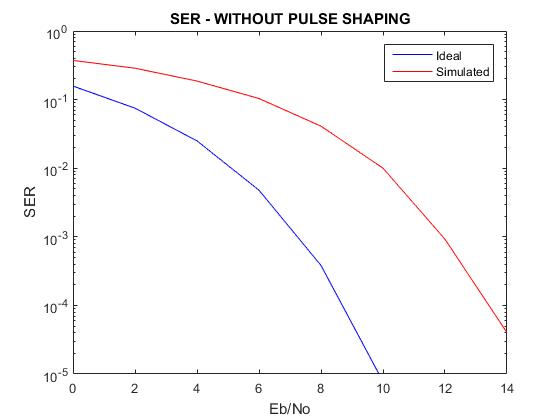 SER - WITHOUT PULSE SHAPING
Ideal
Simulated
10^0
10^-1
10^-2
10^-3
10^-4
10^-5
SER
0 2 4 6 8 10 12 14
Eb/No